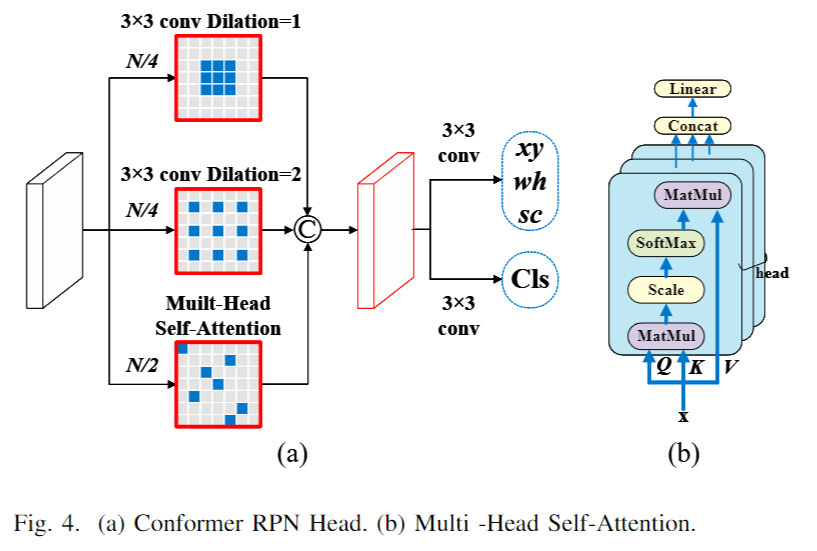 3×3 conv Dilation=1
N/4
3×3 conv Dilation=2
N/4
C
Muilt-Head
Self-Attention
N/2
3×3
conv
xy
wh
sc
Cls
3×3
conv
(a)
Linear
Concat
MatMul
SoftMax
Scale
head
MatMul
Q K V
x
(b)
Fig. 4. (a) Conformer RPN Head. (b) Multi -Head Self-Attention.